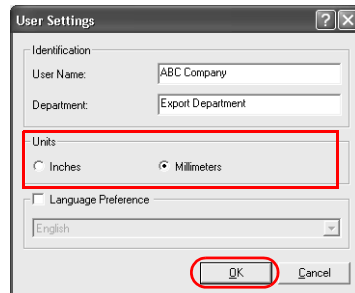 User Settings
Identification
User Name: ABC Company
Department: Export Department
Units
Inches Millimeters
Language Preference
English
OK Cancel